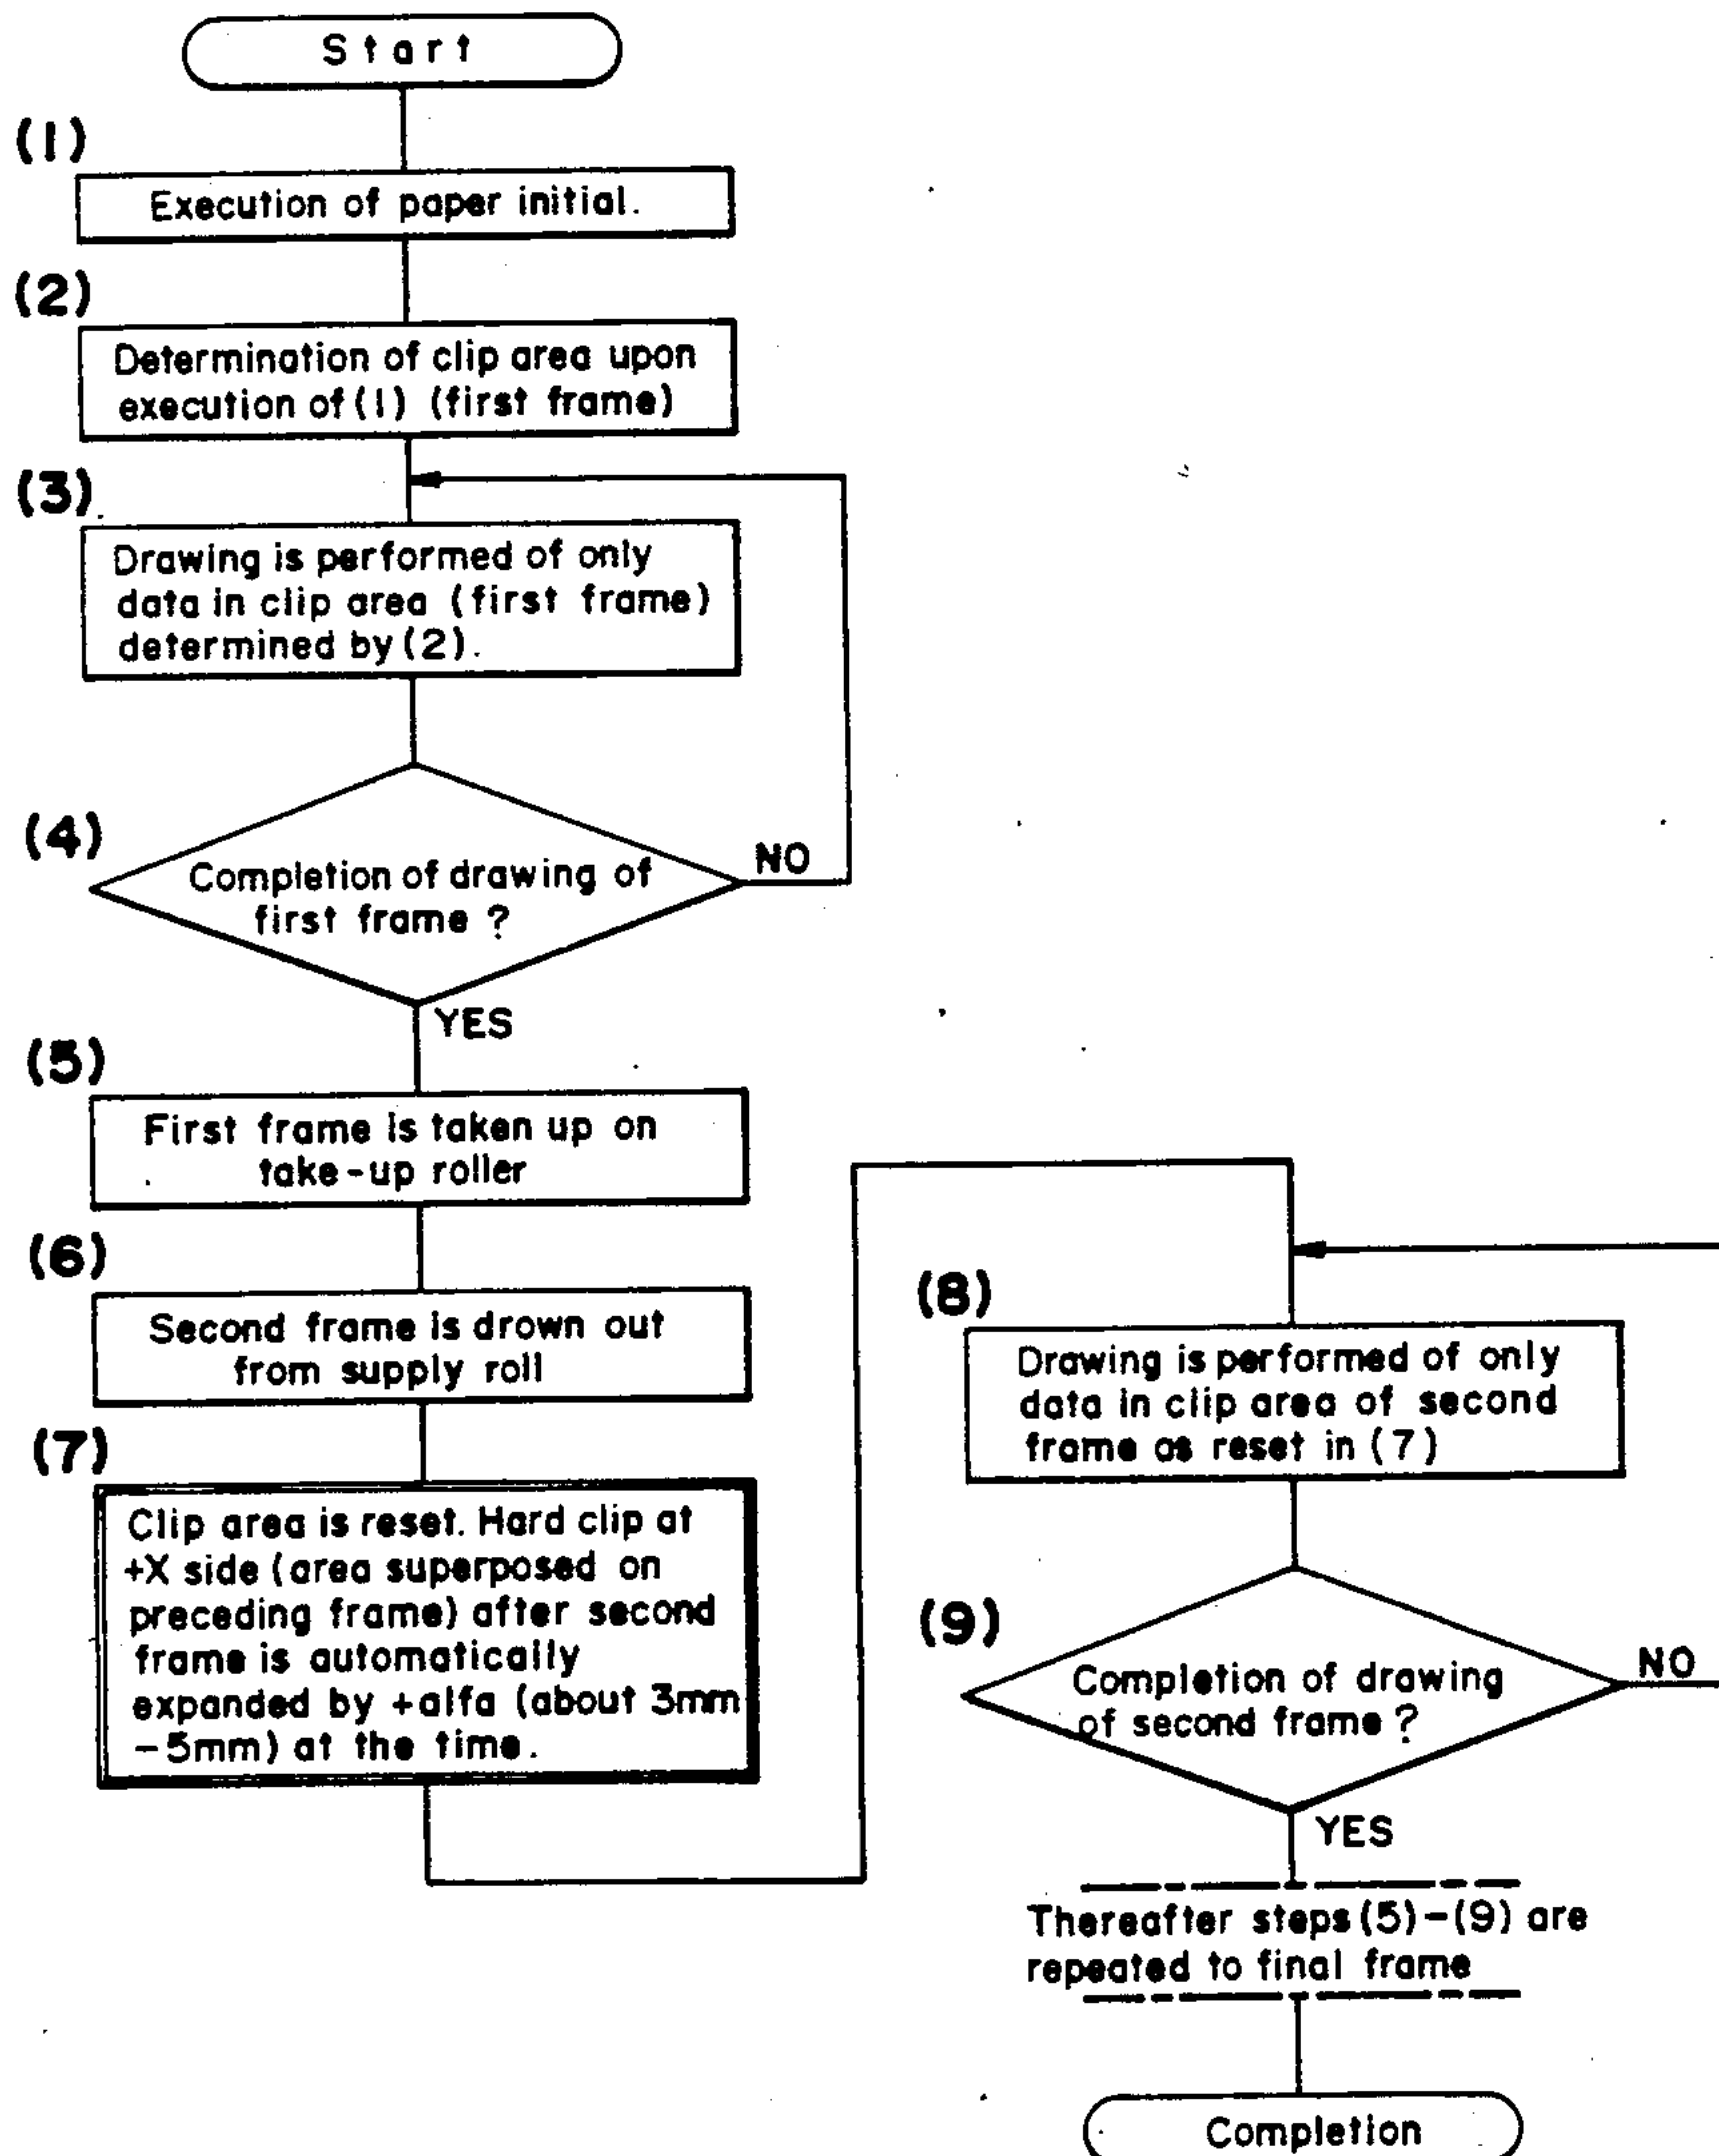 Start
(1)
Execution of paper initial.
(2)
Determination of clip area upon
execution of (1) (first frame)
(3)
Drawing is performed of only
data in clip area (first frame)
determined by (2).
(4)
Completion of drawing of
first frame ?
NO
YES
(5)
First frame is taken up on
take-up roller
(6)
Second frame is drown out
from supply roll
(7)
Clip area is reset. Hard clip at
+X side (area superposed on
preceding frame) after second
frame is automatically
expanded by +alfa (about 3mm
-5mm) at the time.
(8)
Drawing is performed of only
data in clip area of second
frame as reset in (7)
(9)
Completion of drawing
of second frame ?
NO
YES
Thereafter steps (5)-(9) are
repeated to final frame
Completion